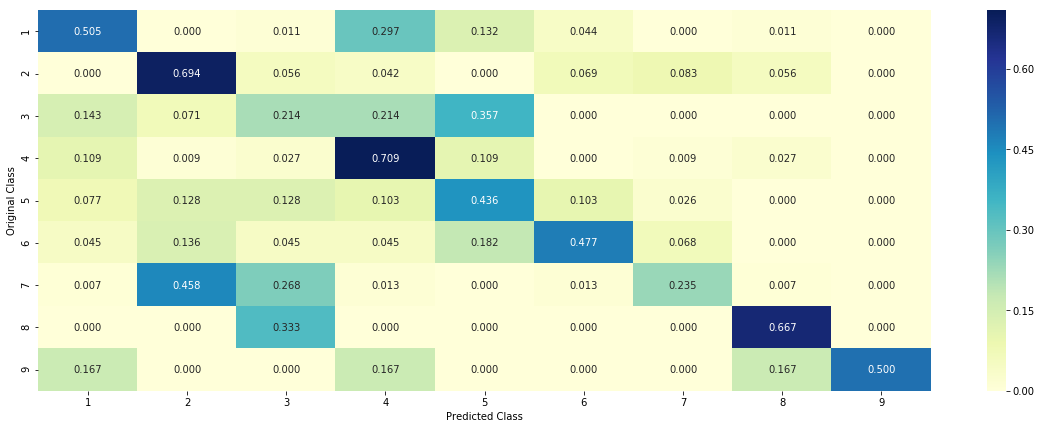 1 0.505 0.000 0.011 0.297 0.132 0.044 0.000 0.011 0.000
2 0.000 0.694 0.056 0.042 0.000 0.069 0.083 0.056 0.000
3 0.143 0.071 0.214 0.214 0.357 0.000 0.000 0.000 0.000
4 0.109 0.009 0.027 0.709 0.109 0.000 0.009 0.027 0.000
5 0.077 0.128 0.128 0.103 0.436 0.103 0.026 0.000 0.000
6 0.045 0.136 0.045 0.045 0.182 0.477 0.068 0.000 0.000
7 0.007 0.458 0.268 0.013 0.000 0.013 0.235 0.007 0.000
8 0.000 0.000 0.333 0.000 0.000 0.000 0.000 0.667 0.000
9 0.167 0.000 0.000 0.167 0.000 0.000 0.000 0.167 0.500
1 2 3 4 5 6 7 8 9
Predicted Class
Original Class
0.60
0.45
0.30
0.15
0.00